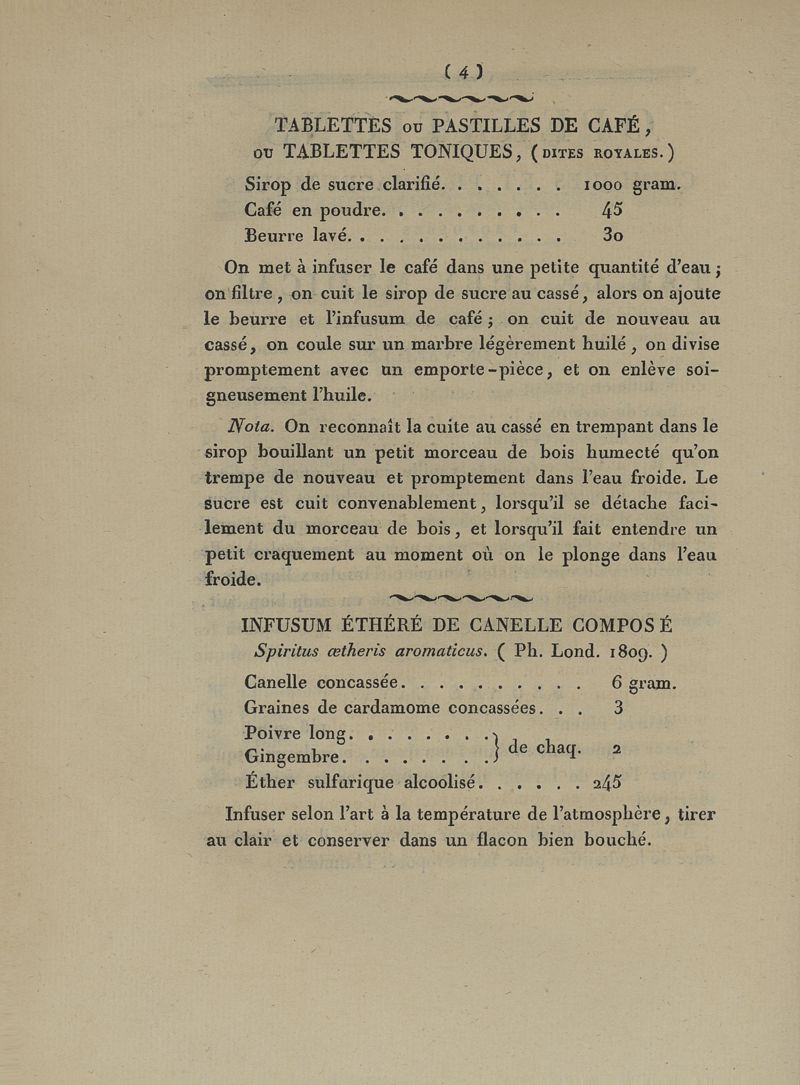 ( 4 )
TABLETTES ou PASTILLES DE CAFÉ,
ou TABLETTES TONIQUES, (DITES ROYALES.)
Sirop de sucre clarifié. . . . . . . 1000 gram.
Café en poudre. . . . . . . . . . 45
Beurre lavé. . . . . . . . . . . . 30
On met à infuser le café dans une petite quantité d'eau;
on filtre, on cuit le sirop de sucre au cassé, alors on ajoute
le beurre et l'infusum de café; on cuit de nouveau au
cassé, on coule sur un marbre légèrement huilé, on divise
promptement avec un emporte-pièce, et on enlève soi-
gneusement l'huile.
Nota. On reconnaît la cuite au cassé en trempant dans le
sirop bouillant un petit morceau de bois humecté qu'on
trempe de nouveau et promptement dans l'eau froide. Le
sucre est cuit convenablement, lorsqu'il se détache faci-
lement du morceau de bois, et lorsqu'il fait entendre un
petit craquement au moment où on le plonge dans l'eau
froide.
INFUSUM ÉTHÉRÉ DE CANELLE COMPOSÉ
Spiritus ætheris aromaticus. ( Ph. Lond. 1809. )
Canelle concassée. . . . . . . . . . 6 gram.
Graines de cardamome concassées. . . 3
Poivre long. . . . . . . .
Gingembre. . . . . . . . . } de chaq. 2
Éther sulfurique alcoolisé. . . . . . 245
Infuser selon l'art à la température de l'atmosphère, tirer
au clair et conserver dans un flacon bien bouché.